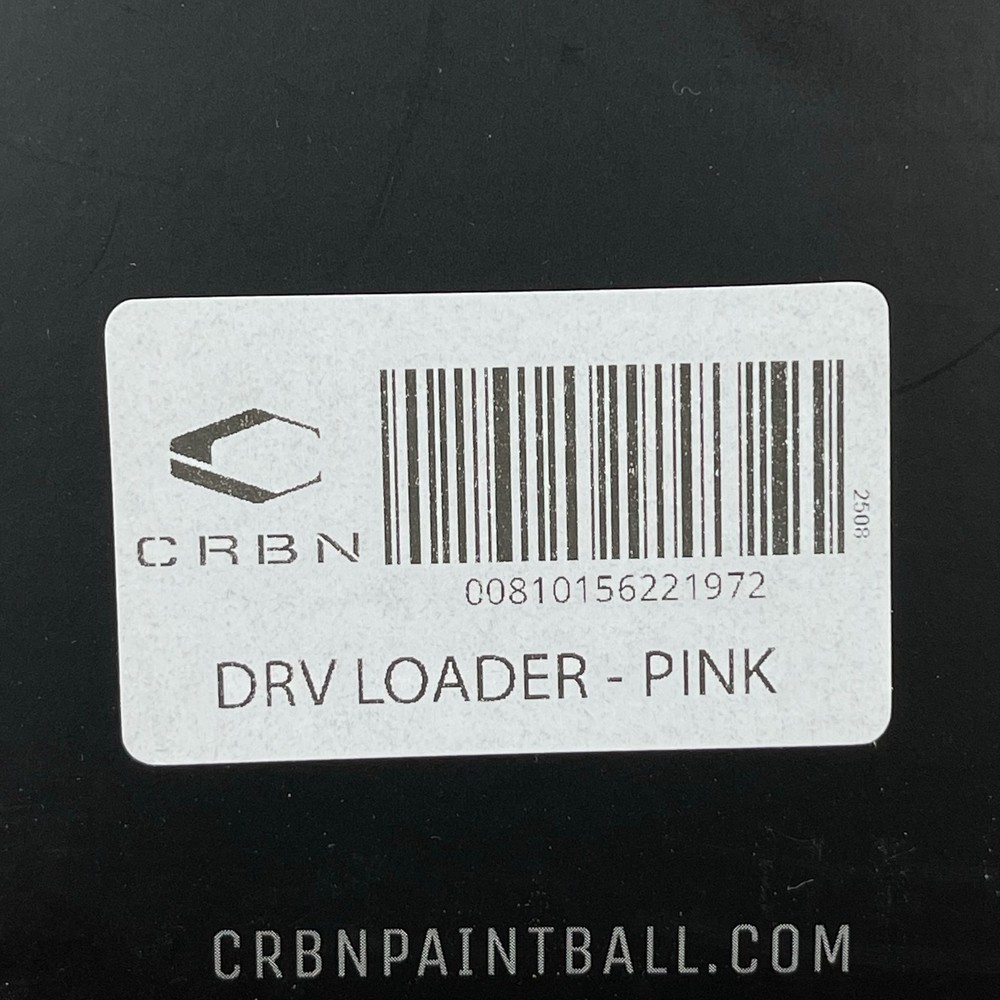 CRBN
2508
00810156221972
DRV LOADER - PINK
CRBNPAINTBALL.COM